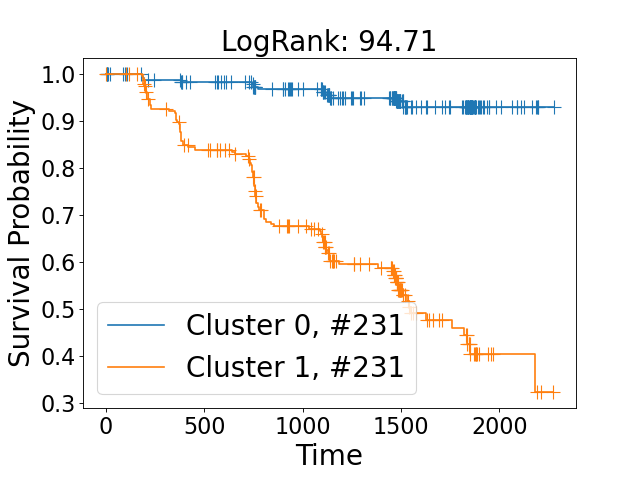 LogRank: 94.71
Survival Probability
1.0
0.9
0.8
0.7
0.6
0.5
0.4
0.3
Cluster 0, #231
Cluster 1, #231
0
500
1000
1500
2000
Time